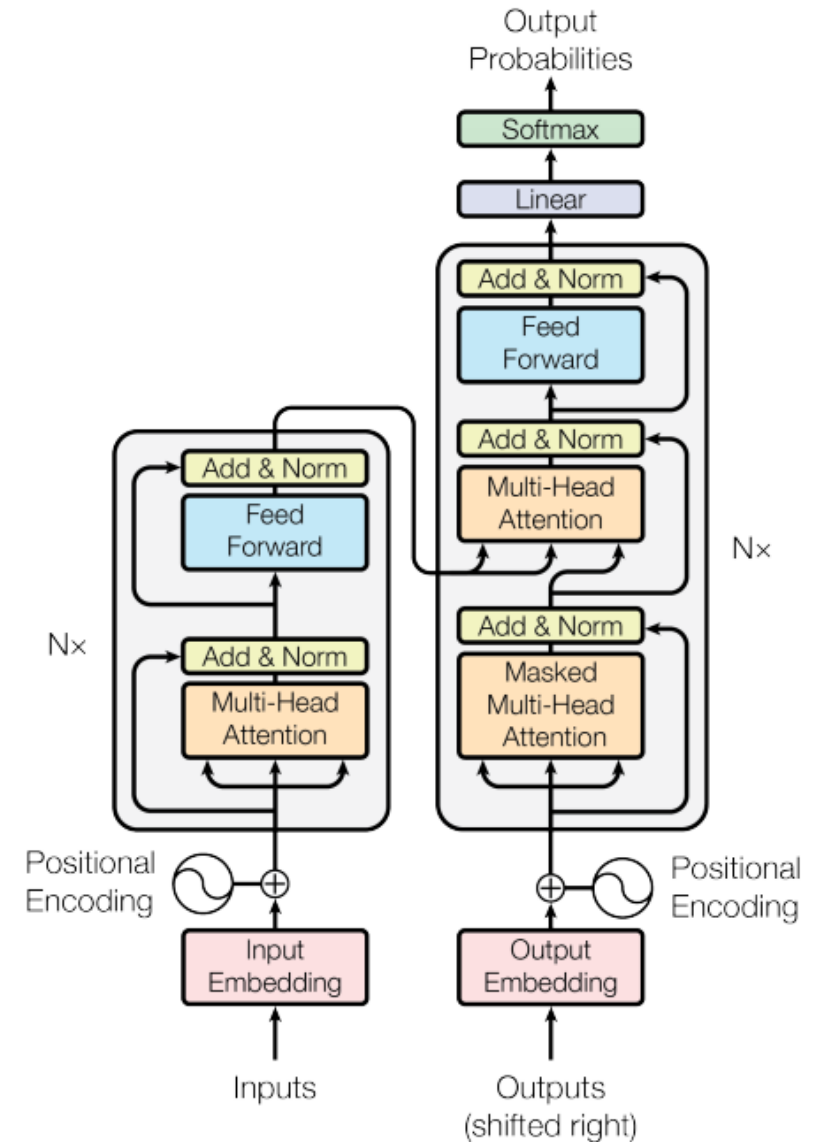 Output
Probabilities
Softmax
Linear
Add & Norm
Feed
Forward
Add & Norm
Multi-Head
Attention
Add & Norm
Masked
Multi-Head
Attention
Nx
Add & Norm
Feed
Forward
Add & Norm
Multi-Head
Attention
Nx
Positional
Encoding
Positional
Encoding
Input
Embedding
Output
Embedding
Inputs
Outputs
(shifted right)